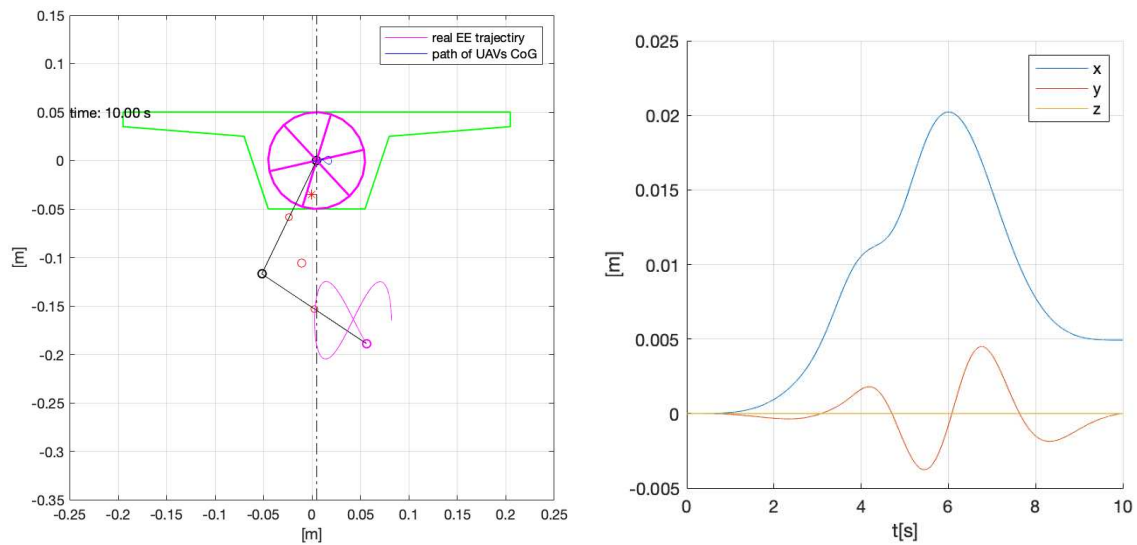 0.15
real EE trajectiry
path of UAVs CoG
0.1
0.05
time: 10.00 s
0
-0.05
-0.1
-0.15
-0.2
-0.25
-0.3
-0.35
[m]
-0.25 -0.2 -0.15 -0.1 -0.05 0 0.05 0.1 0.15 0.2 0.25
[m]
0.025
x
y
z
0.02
0.015
0.01
0.005
0
-0.005
[m]
0 2 4 6 8 10
t[s]